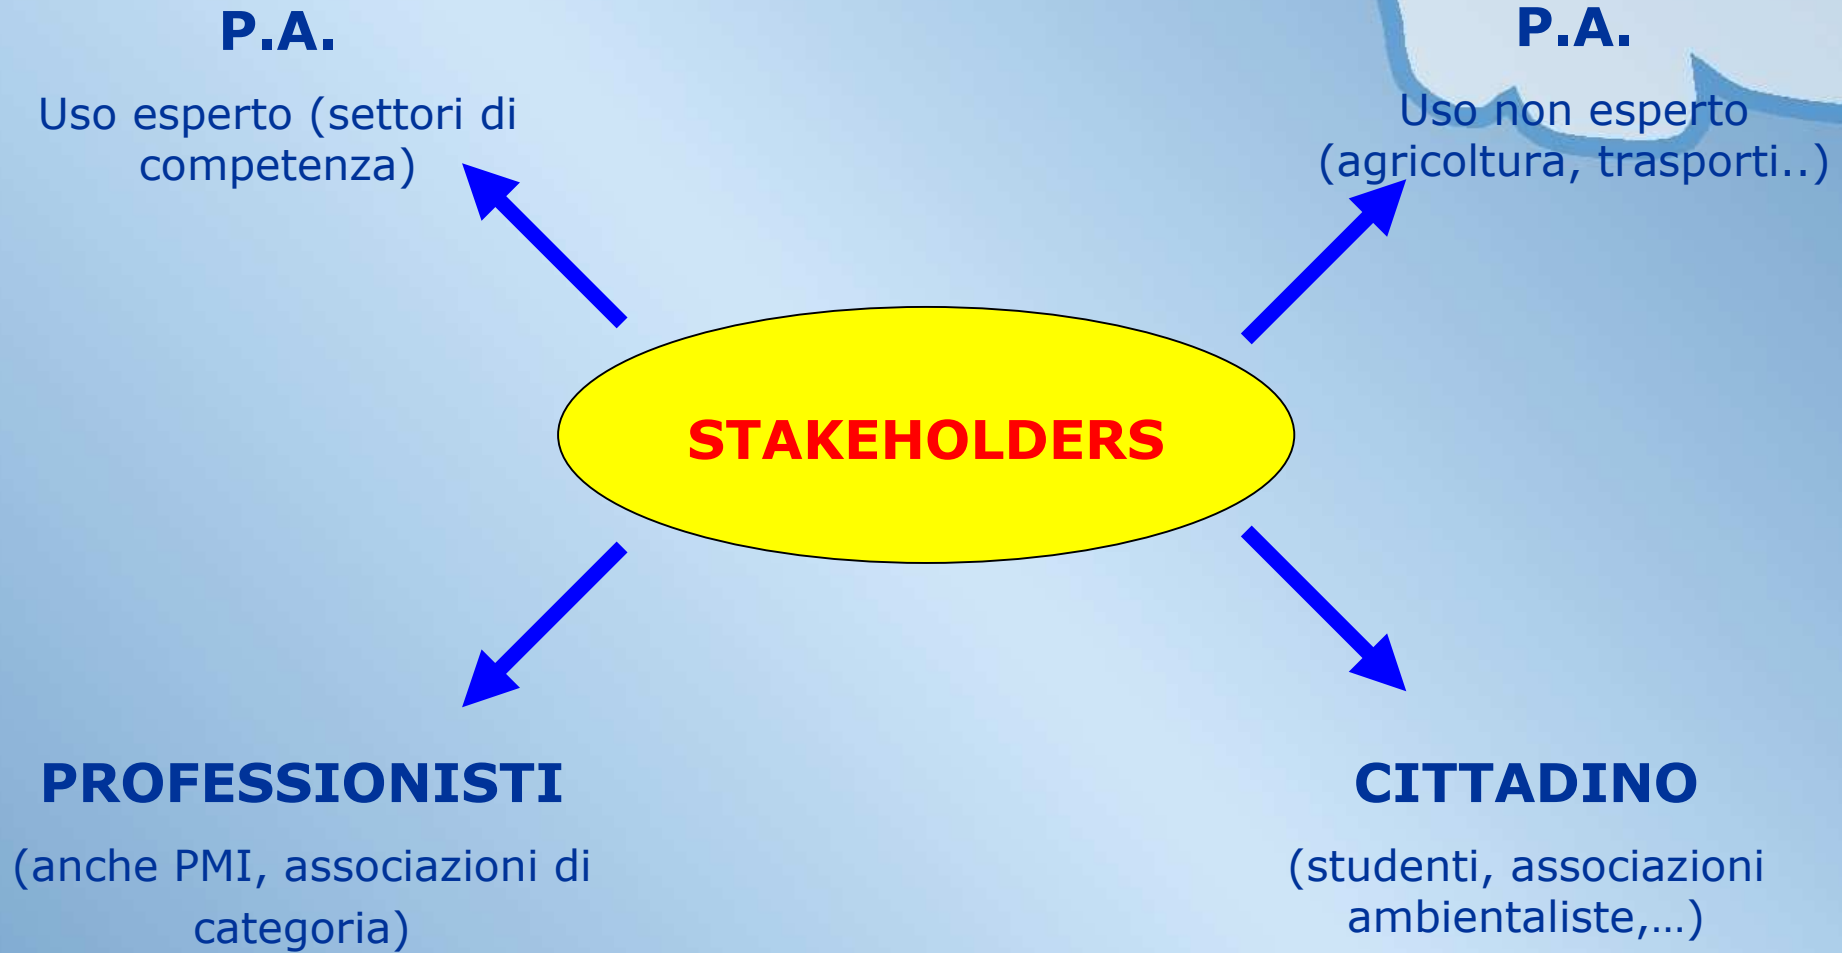 P.A.
Uso esperto (settori di
competenza)
P.A.
Uso non esperto
(agricoltura, trasporti..)
STAKEHOLDERS
PROFESSIONISTI
(anche PMI, associazioni di
categoria)
CITTADINO
(studenti, associazioni
ambientaliste,…)